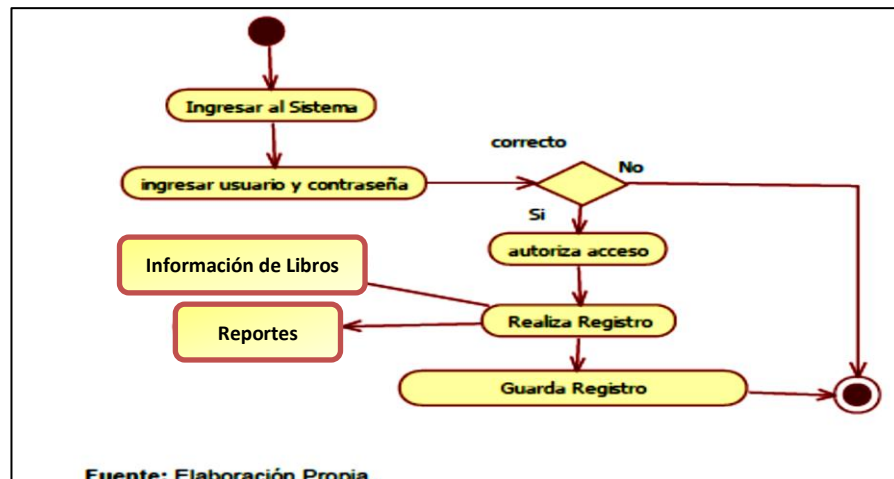 Ingresar al Sistema
correcto
No
ingresar usuario y contraseña
Si
autoriza acceso
Información de Libros
Realiza Registro
Reportes
Guarda Registro
Fuente: Elaboración Propia